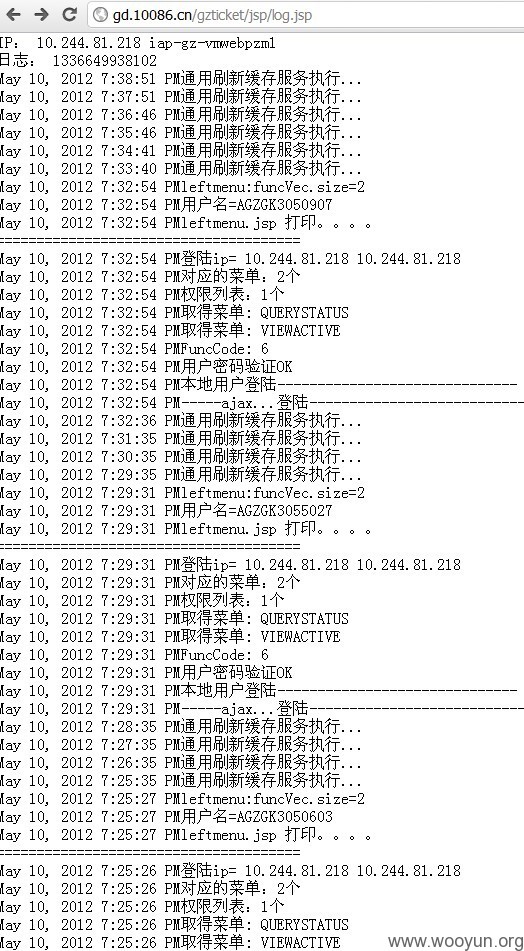 gd.10086.cn/gzticket/jsp/log.jsp
IP: 10.244.81.218 iap-gz-vmwebpzm1
日志: 1336649938102
May 10, 2012 7:38:51 PM通用刷新缓存服务执行...
May 10, 2012 7:37:51 PM通用刷新缓存服务执行...
May 10, 2012 7:36:46 PM通用刷新缓存服务执行...
May 10, 2012 7:35:46 PM通用刷新缓存服务执行...
May 10, 2012 7:34:41 PM通用刷新缓存服务执行...
May 10, 2012 7:33:40 PM通用刷新缓存服务执行...
May 10, 2012 7:32:54 PMleftmenu:funcVec.size=2
May 10, 2012 7:32:54 PM用户名=AGZGK3050907
May 10, 2012 7:32:54 PMleftmenu.jsp 打印。。。。
======================================
May 10, 2012 7:32:54 PM登陆ip= 10.244.81.218 10.244.81.218
May 10, 2012 7:32:54 PM对应的菜单：2个
May 10, 2012 7:32:54 PM权限列表：1个
May 10, 2012 7:32:54 PM取得菜单: QUERYSTATUS
May 10, 2012 7:32:54 PM取得菜单: VIEWACTIVE
May 10, 2012 7:32:54 PMFuncCode: 6
May 10, 2012 7:32:54 PM用户密码验证OK
May 10, 2012 7:32:54 PM本地用户登陆------------------------------
May 10, 2012 7:32:54 PM-----ajax...登陆---------------------------
May 10, 2012 7:32:36 PM通用刷新缓存服务执行...
May 10, 2012 7:31:35 PM通用刷新缓存服务执行...
May 10, 2012 7:30:35 PM通用刷新缓存服务执行...
May 10, 2012 7:29:35 PM通用刷新缓存服务执行...
May 10, 2012 7:29:31 PMleftmenu:funcVec.size=2
May 10, 2012 7:29:31 PM用户名=AGZGK3055027
May 10, 2012 7:29:31 PMleftmenu.jsp 打印。。。。
======================================
May 10, 2012 7:29:31 PM登陆ip= 10.244.81.218 10.244.81.218
May 10, 2012 7:29:31 PM对应的菜单：2个
May 10, 2012 7:29:31 PM权限列表：1个
May 10, 2012 7:29:31 PM取得菜单: QUERYSTATUS
May 10, 2012 7:29:31 PM取得菜单: VIEWACTIVE
May 10, 2012 7:29:31 PMFuncCode: 6
May 10, 2012 7:29:31 PM用户密码验证OK
May 10, 2012 7:29:31 PM本地用户登陆------------------------------
May 10, 2012 7:29:31 PM-----ajax...登陆---------------------------
May 10, 2012 7:28:35 PM通用刷新缓存服务执行...
May 10, 2012 7:27:35 PM通用刷新缓存服务执行...
May 10, 2012 7:26:35 PM通用刷新缓存服务执行...
May 10, 2012 7:25:35 PM通用刷新缓存服务执行...
May 10, 2012 7:25:27 PMleftmenu:funcVec.size=2
May 10, 2012 7:25:27 PM用户名=AGZGK3050603
May 10, 2012 7:25:27 PMleftmenu.jsp 打印。。。。
======================================
May 10, 2012 7:25:26 PM登陆ip= 10.244.81.218 10.244.81.218
May 10, 2012 7:25:26 PM对应的菜单：2个
May 10, 2012 7:25:26 PM权限列表：1个
May 10, 2012 7:25:26 PM取得菜单: QUERYSTATUS
May 10, 2012 7:25:26 PM取得菜单: VIEWACTIVE
www.wooyun.org